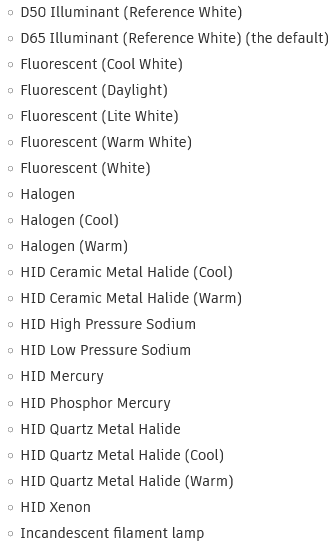 D50 Illuminant (Reference White)
D65 Illuminant (Reference White) (the default)
Fluorescent (Cool White)
Fluorescent (Daylight)
Fluorescent (Lite White)
Fluorescent (Warm White)
Fluorescent (White)
Halogen
Halogen (Cool)
Halogen (Warm)
HID Ceramic Metal Halide (Cool)
HID Ceramic Metal Halide (Warm)
HID High Pressure Sodium
HID Low Pressure Sodium
HID Mercury
HID Phosphor Mercury
HID Quartz Metal Halide
HID Quartz Metal Halide (Cool)
HID Quartz Metal Halide (Warm)
HID Xenon
Incandescent filament lamp